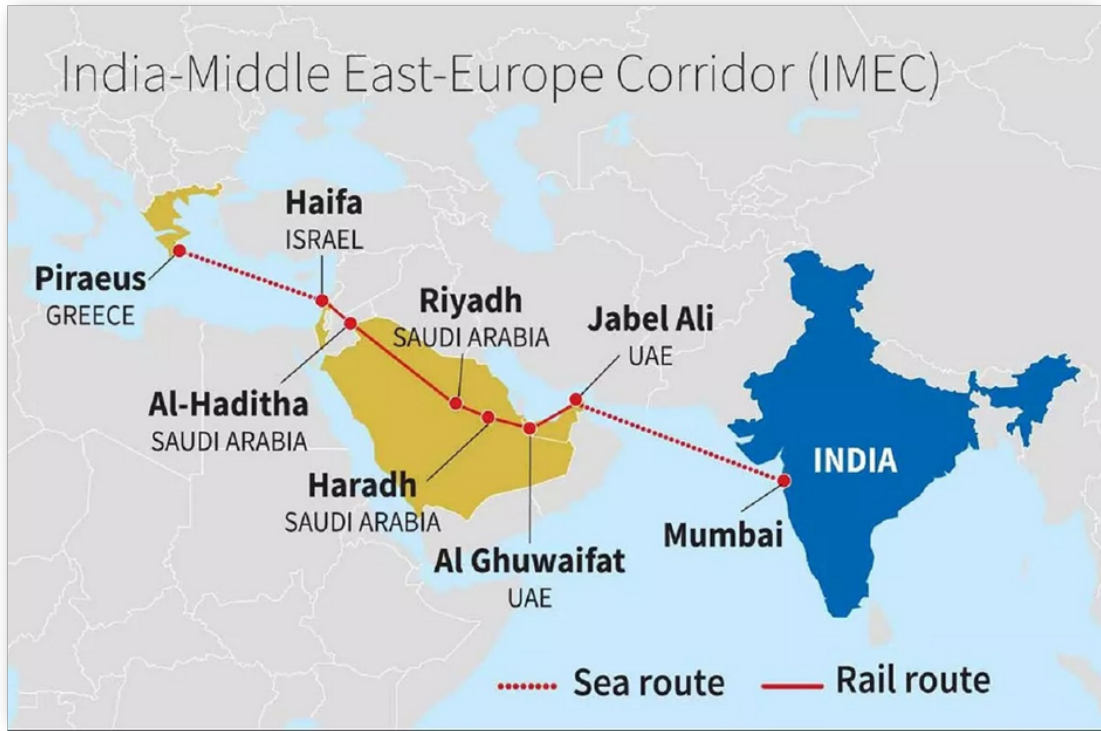 India-Middle East-Europe Corridor (IMEC)
Haifa
ISRAEL
Piraeus
GREECE
Riyadh
SAUDI ARABIA
Jabel Ali
UAE
Al-Haditha
SAUDI ARABIA
INDIA
Haradh
SAUDI ARABIA
Mumbai
Al Ghuwaifat
UAE
Sea route
Rail route